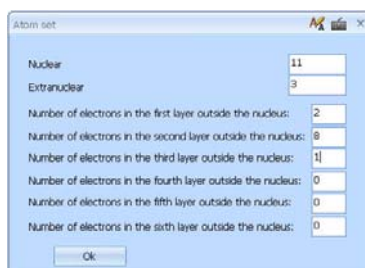 Atom set
Nuclear 11
Extranuclear 3
Number of electrons in the first layer outside the nucleus: 2
Number of electrons in the second layer outside the nucleus: 8
Number of electrons in the third layer outside the nucleus: 1
Number of electrons in the fourth layer outside the nucleus: 0
Number of electrons in the fifth layer outside the nucleus: 0
Number of electrons in the sixth layer outside the nucleus: 0
Ok